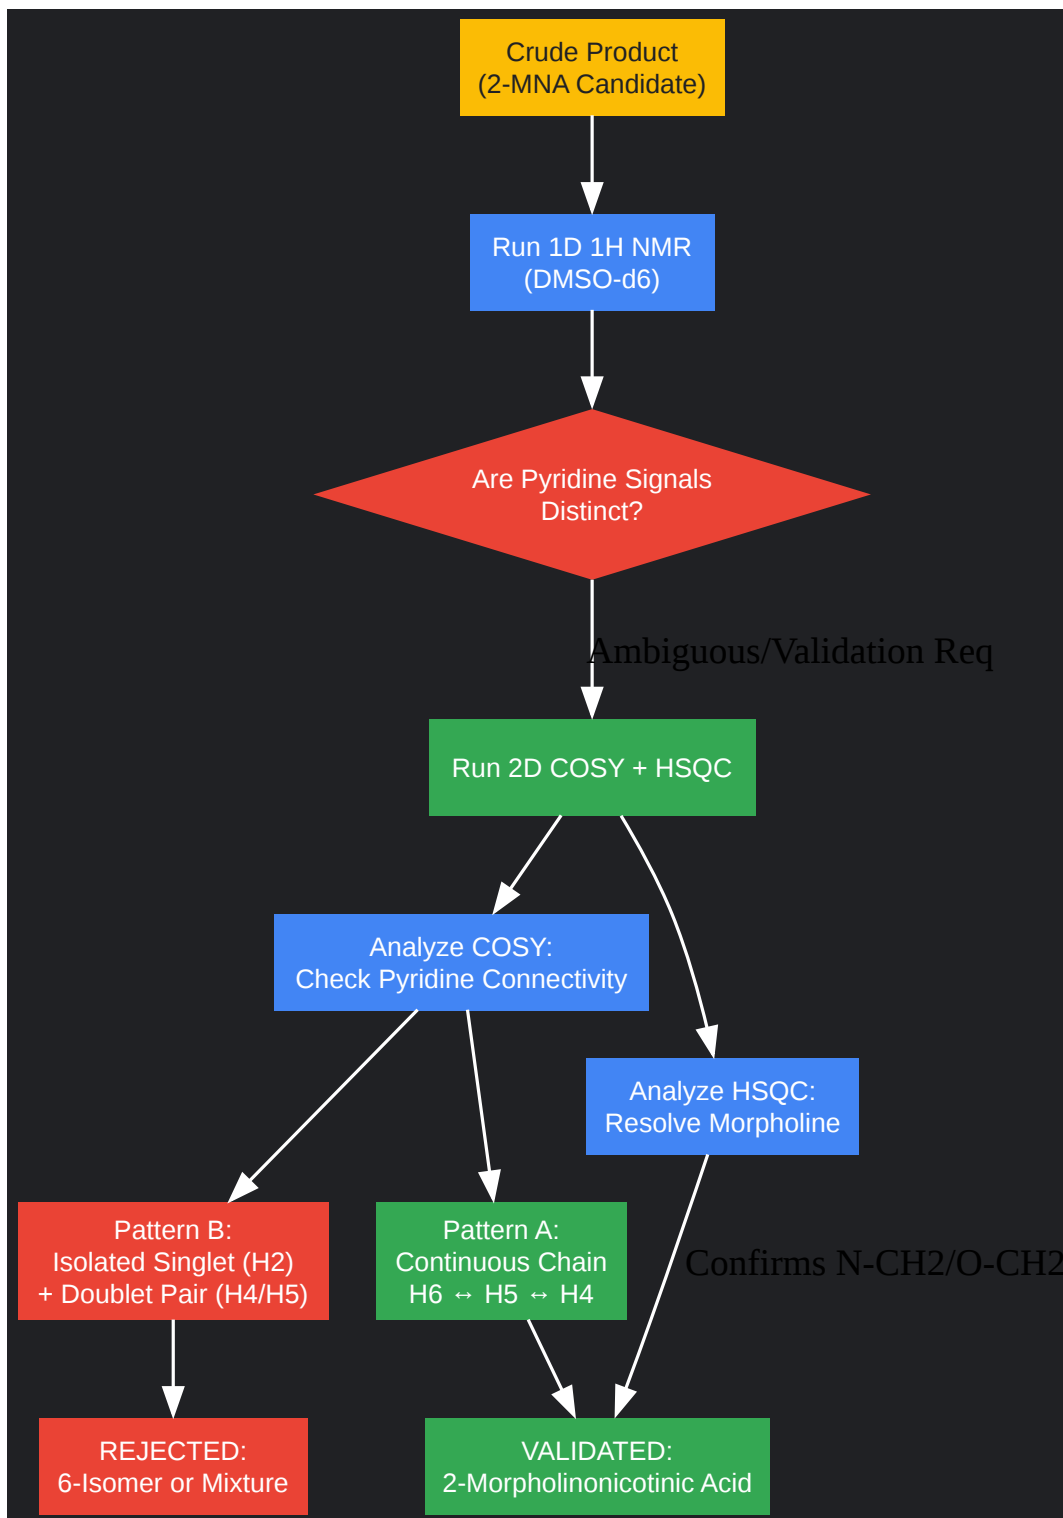 Crude Product
(2-MNA Candidate)
Run 1D 1H NMR
(DMSO-d6)
Are Pyridine Signals
Distinct?
Ambiguous/Validation Req
Run 2D COSY + HSQC
Analyze COSY:
Check Pyridine Connectivity
Analyze HSQC:
Resolve Morpholine
Pattern B:
Isolated Singlet (H2)
+ Doublet Pair (H4/H5)
Pattern A:
Continuous Chain
H6 ↔ H5 ↔ H4
Confirms N-CH2/O-CH2
REJECTED:
6-Isomer or Mixture
VALIDATED:
2-Morpholinonicotinic Acid